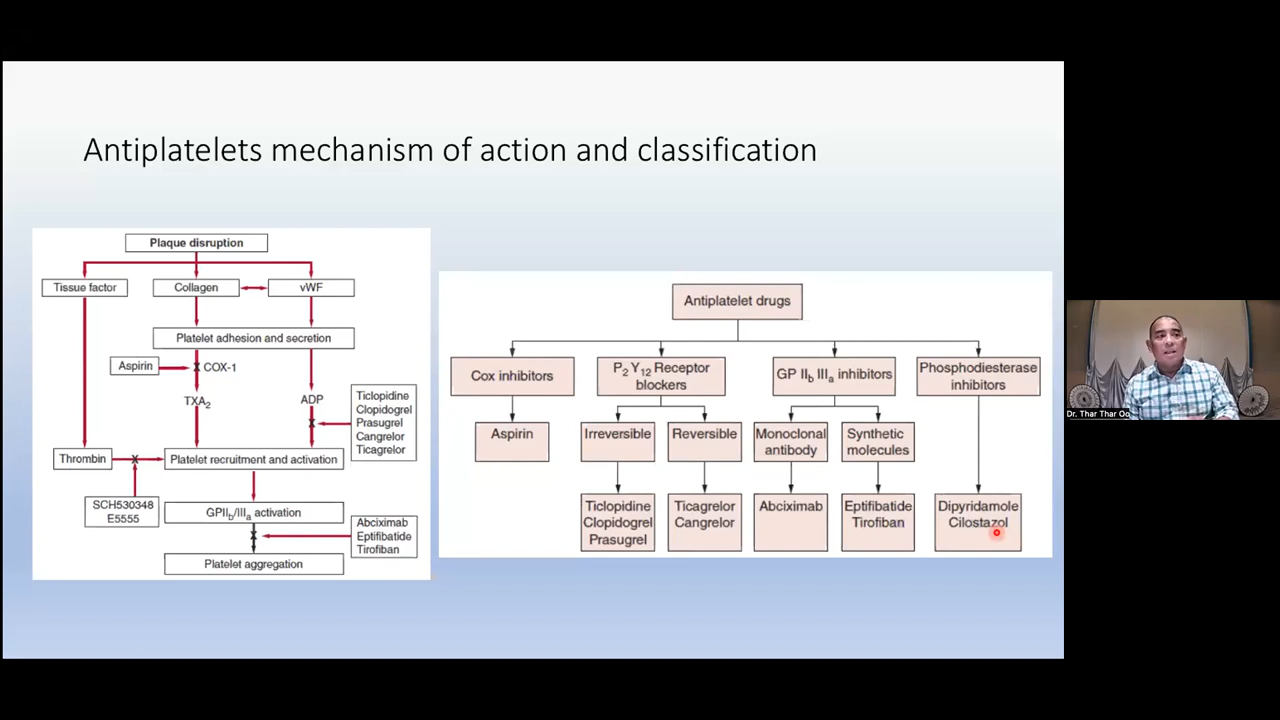 Antiplatelets mechanism of action and classification
Plaque disruption
Tissue factor
Collagen
vWF
Platelet adhesion and secretion
Aspirin
COX-1
TXA2
ADP
Ticlopidine
Clopidogrel
Prasugrel
Cangrelor
Ticagrelor
Thrombin
Platelet recruitment and activation
SCH530348
E5555
GPIIb/IIIa activation
Abciximab
Eptifibatide
Tirofiban
Platelet aggregation
Antiplatelet drugs
Cox inhibitors
P2 Y12 Receptor
blockers
GP IIb IIIa inhibitors
Phosphodiesterase
inhibitors
Aspirin
Irreversible
Reversible
Monoclonal
antibody
Synthetic
molecules
Ticlopidine
Clopidogrel
Prasugrel
Ticagrelor
Cangrelor
Abciximab
Eptifibatide
Tirofiban
Dipyridamole
Cilostazol
Dr. Thar Thar Oo